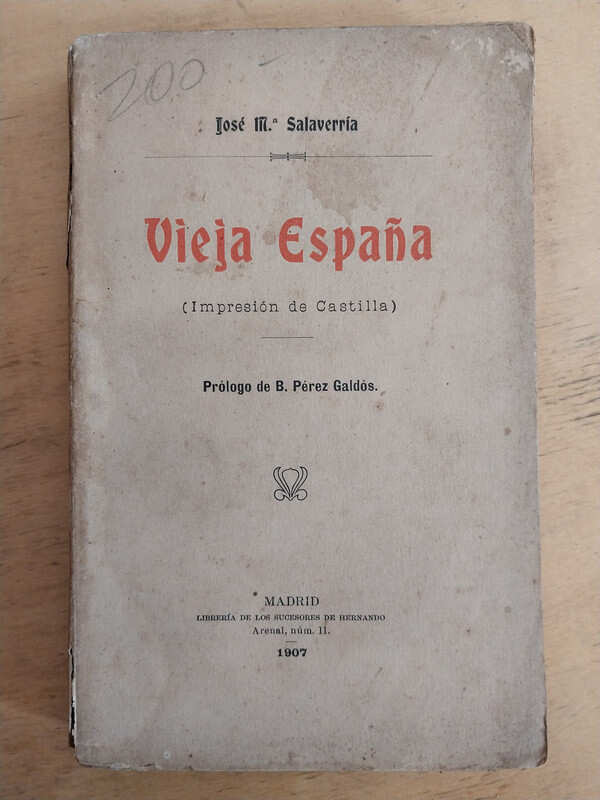 200
José M.ª Salaverría
Vieja España
(Impresión de Castilla)
Prólogo de B. Pérez Galdós.
MADRID
LIBRERÍA DE LOS SUCESORES DE HERNANDO
Arenal, núm. 11.
1907